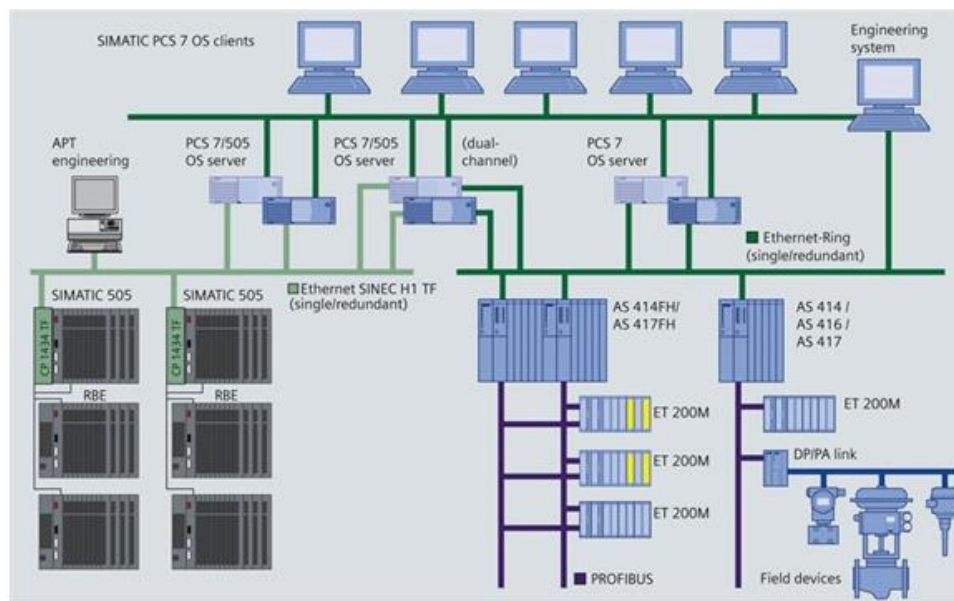 SIMATIC PCS 7 OS clients
Engineering
system
APT
engineering
PCS 7/505
OS server
PCS 7/505
OS server
(dual-
channel)
PCS 7
OS server
Ethernet-Ring
(single/redundant)
Ethernet SINEC H1 TF
(single/redundant)
SIMATIC 505
SIMATIC 505
CP 1434 TF
CP 1434 TF
RBE
RBE
AS 414FH/
AS 417FH
AS 414 /
AS 416 /
AS 417
ET 200M
ET 200M
ET 200M
ET 200M
DP/PA link
PROFIBUS
Field devices